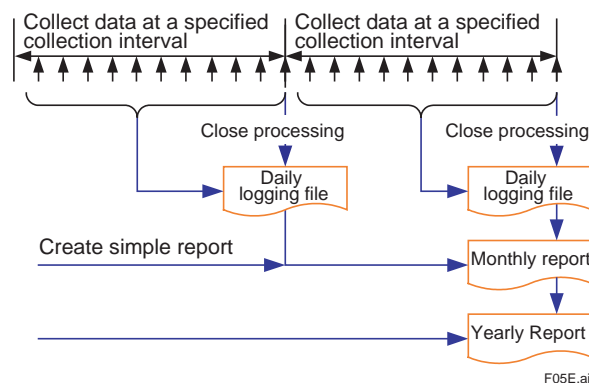 Collect data at a specified
collection interval
Collect data at a specified
collection interval
Close processing
Close processing
Daily
logging file
Daily
logging file
Create simple report
Monthly report
Yearly Report
F05E.ai